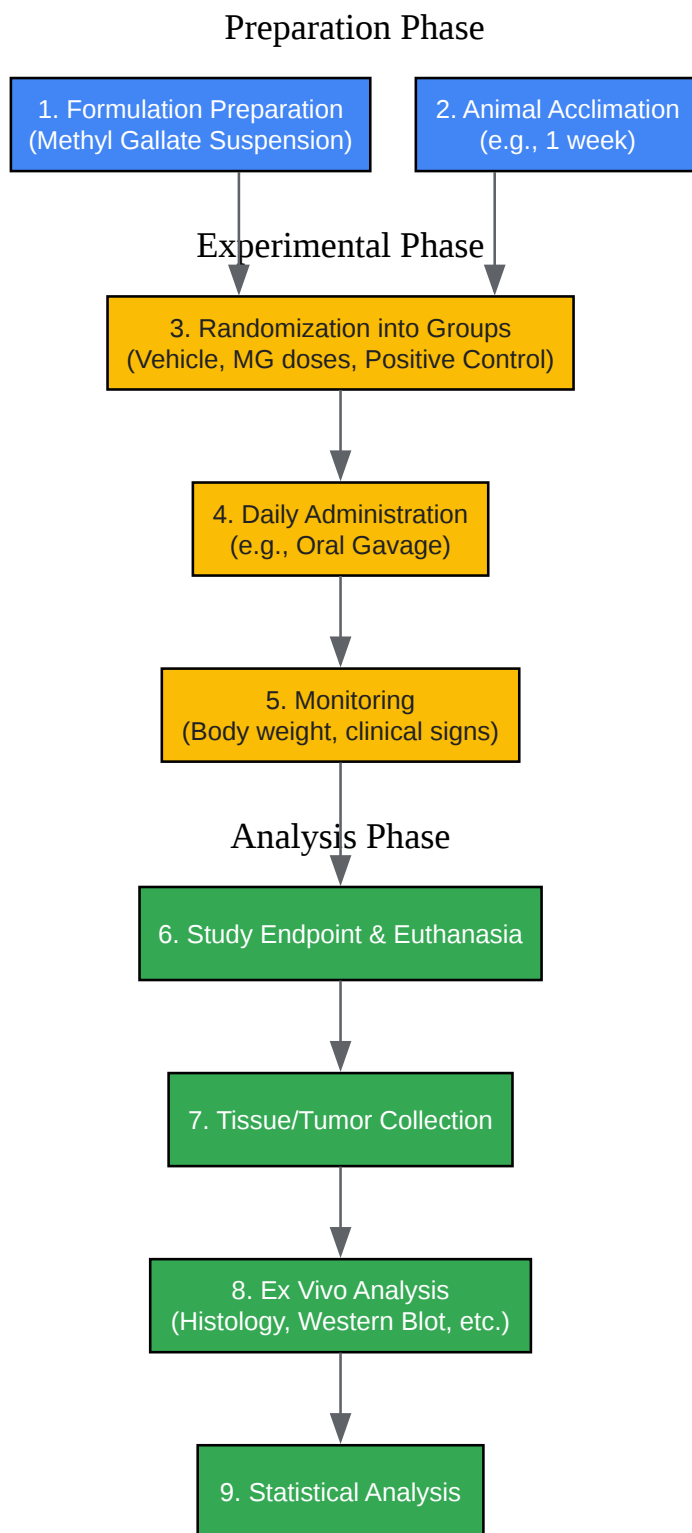 Preparation Phase
1. Formulation Preparation
(Methyl Gallate Suspension)
2. Animal Acclimation
(e.g., 1 week)
Experimental Phase
3. Randomization into Groups
(Vehicle, MG doses, Positive Control)
4. Daily Administration
(e.g., Oral Gavage)
5. Monitoring
(Body weight, clinical signs)
Analysis Phase
6. Study Endpoint & Euthanasia
7. Tissue/Tumor Collection
8. Ex Vivo Analysis
(Histology, Western Blot, etc.)
9. Statistical Analysis